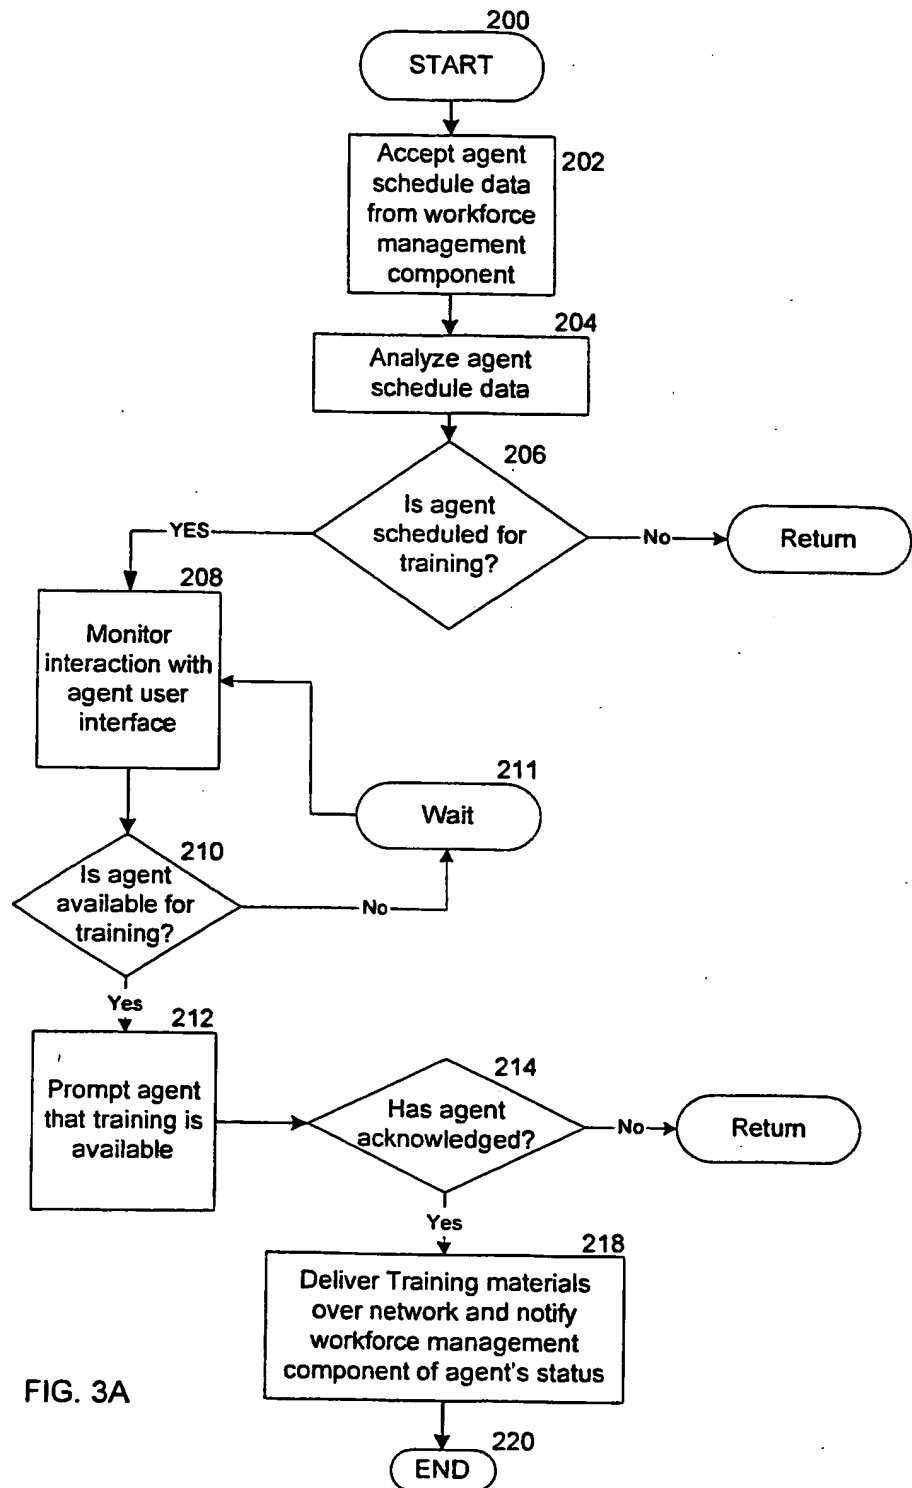 200
START
Accept agent
schedule data
from workforce
management
component
202
204
Analyze agent
schedule data
206
Is agent
scheduled for
training?
YES
No
Return
208
Monitor
interaction with
agent user
interface
211
Wait
210
Is agent
available for
training?
No
Yes
212
Prompt agent
that training is
available
214
Has agent
acknowledged?
No
Return
Yes
218
Deliver Training materials
over network and notify
workforce management
component of agent's status
FIG. 3A
220
END